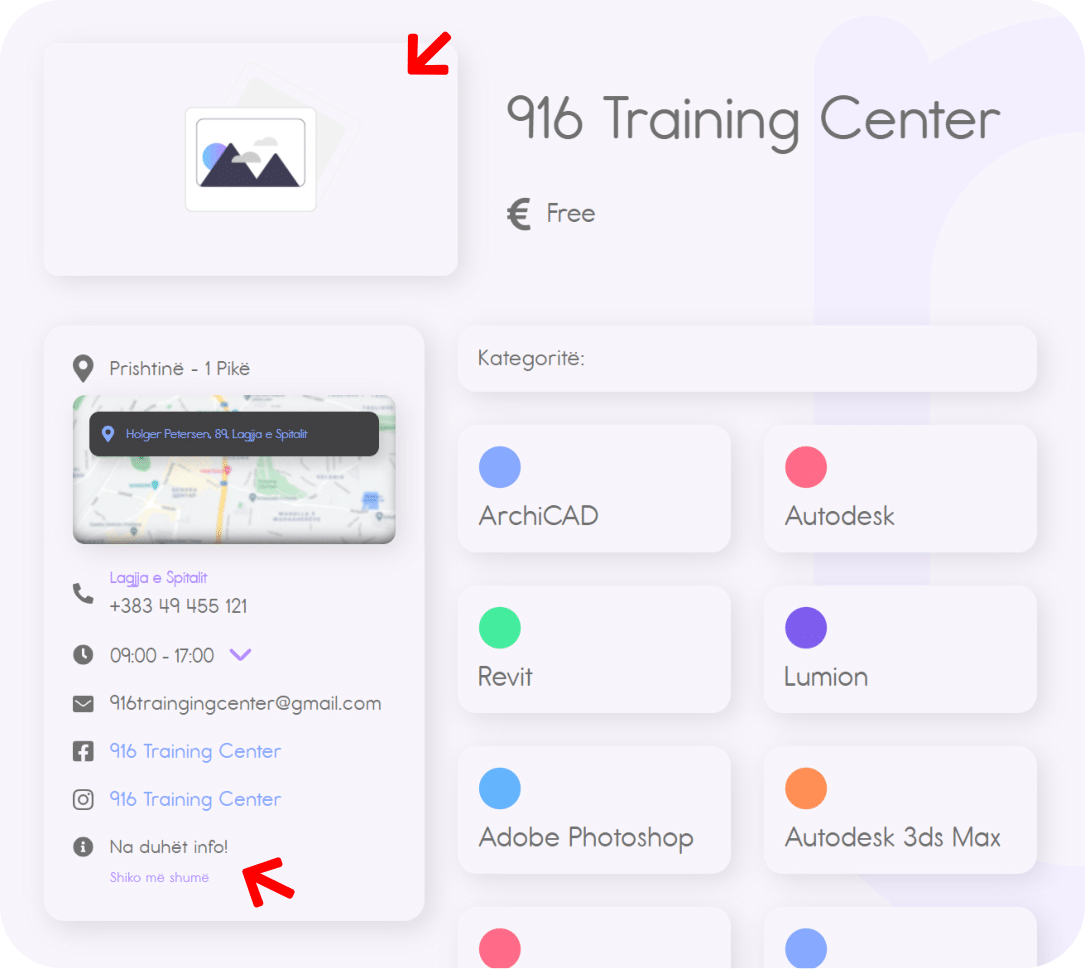 916 Training Center
€ Free
Prishtinë - 1 Pikë
Holger Petersen, 89, Lagjja e Spitalit
Lagjja e Spitalit
+383 49 455 121
09:00 - 17:00
916traingingcenter@gmail.com
916 Training Center
916 Training Center
Na duhët info!
Shiko më shumë
Kategoritë:
ArchiCAD
Autodesk
Revit
Lumion
Adobe Photoshop
Autodesk 3ds Max